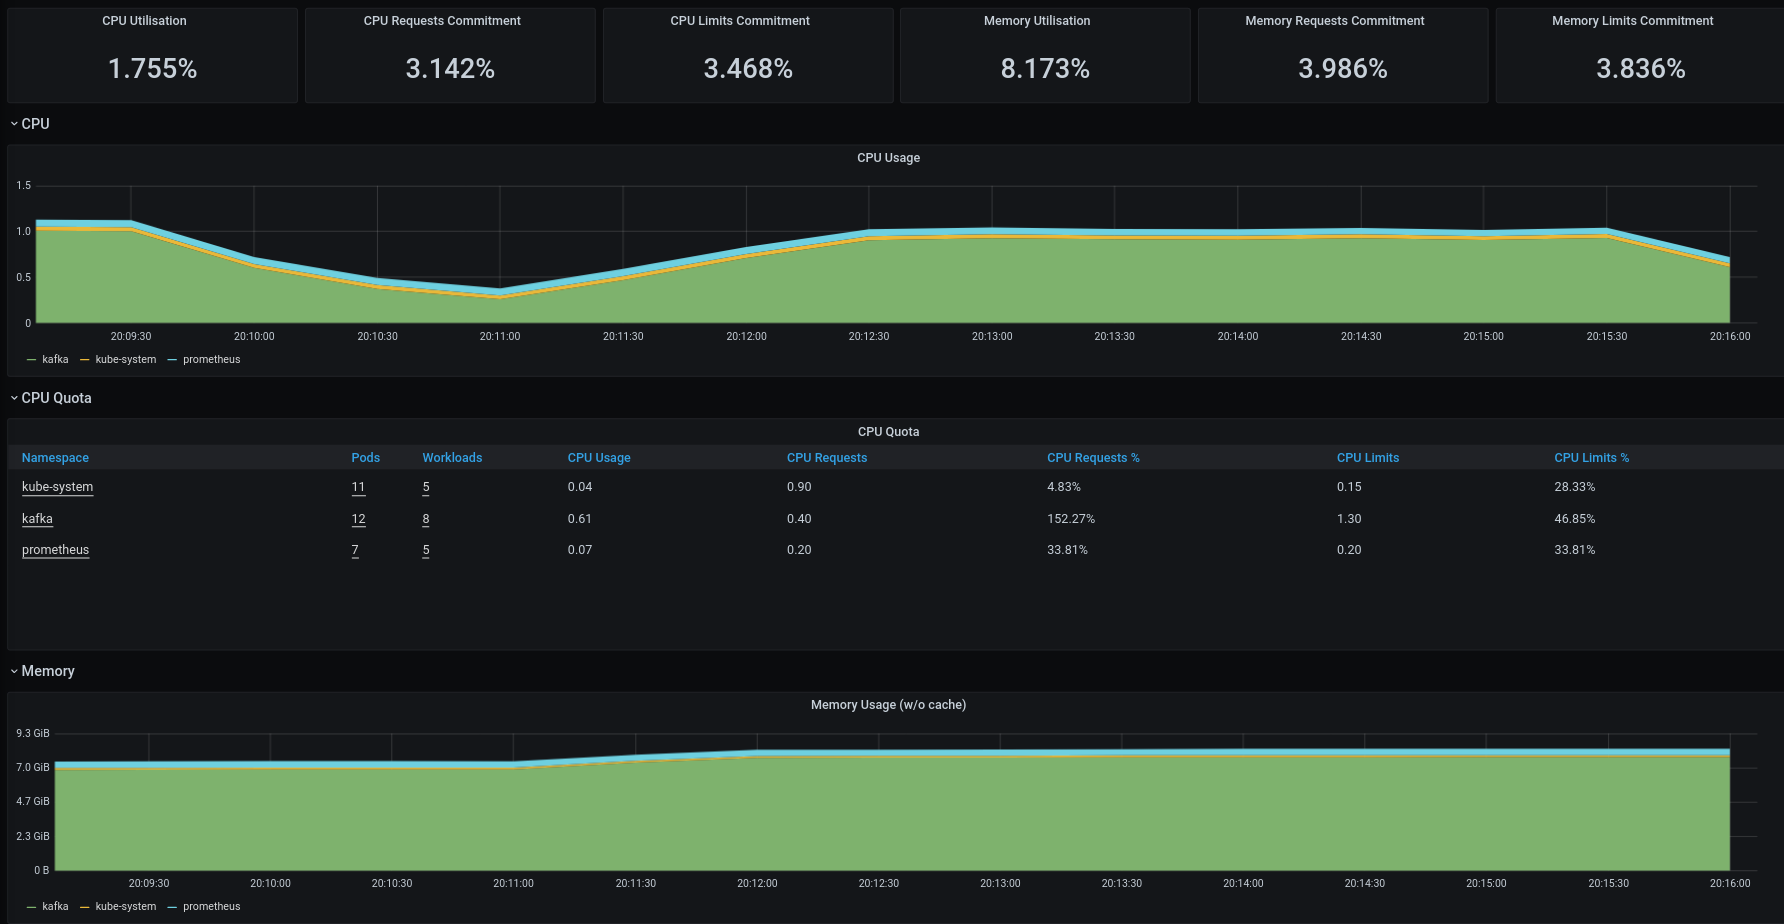 CPU Utilisation CPU Requests Commitment CPU Limits Commitment Memory Utilisation Memory Requests Commitment Memory Limits Commitment
1.755% 3.142% 3.468% 8.173% 3.986% 3.836%
CPU
CPU Usage
1.5
1.0
0.5
0
20:09:30 20:10:00 20:10:30 20:11:00 20:11:30 20:12:00 20:12:30 20:13:00 20:13:30 20:14:00 20:14:30 20:15:00 20:15:30 20:16:00
kafka kube-system prometheus
CPU Quota
CPU Quota
Namespace Pods Workloads CPU Usage CPU Requests CPU Requests % CPU Limits CPU Limits %
kube-system 11 5 0.04 0.90 4.83% 0.15 28.33%
kafka 12 8 0.61 0.40 152.27% 1.30 46.85%
prometheus 7 5 0.07 0.20 33.81% 0.20 33.81%
Memory
Memory Usage (w/o cache)
9.3 GiB
7.0 GiB
4.7 GiB
2.3 GiB
0 B
20:09:30 20:10:00 20:10:30 20:11:00 20:11:30 20:12:00 20:12:30 20:13:00 20:13:30 20:14:00 20:14:30 20:15:00 20:15:30 20:16:00
kafka kube-system prometheus